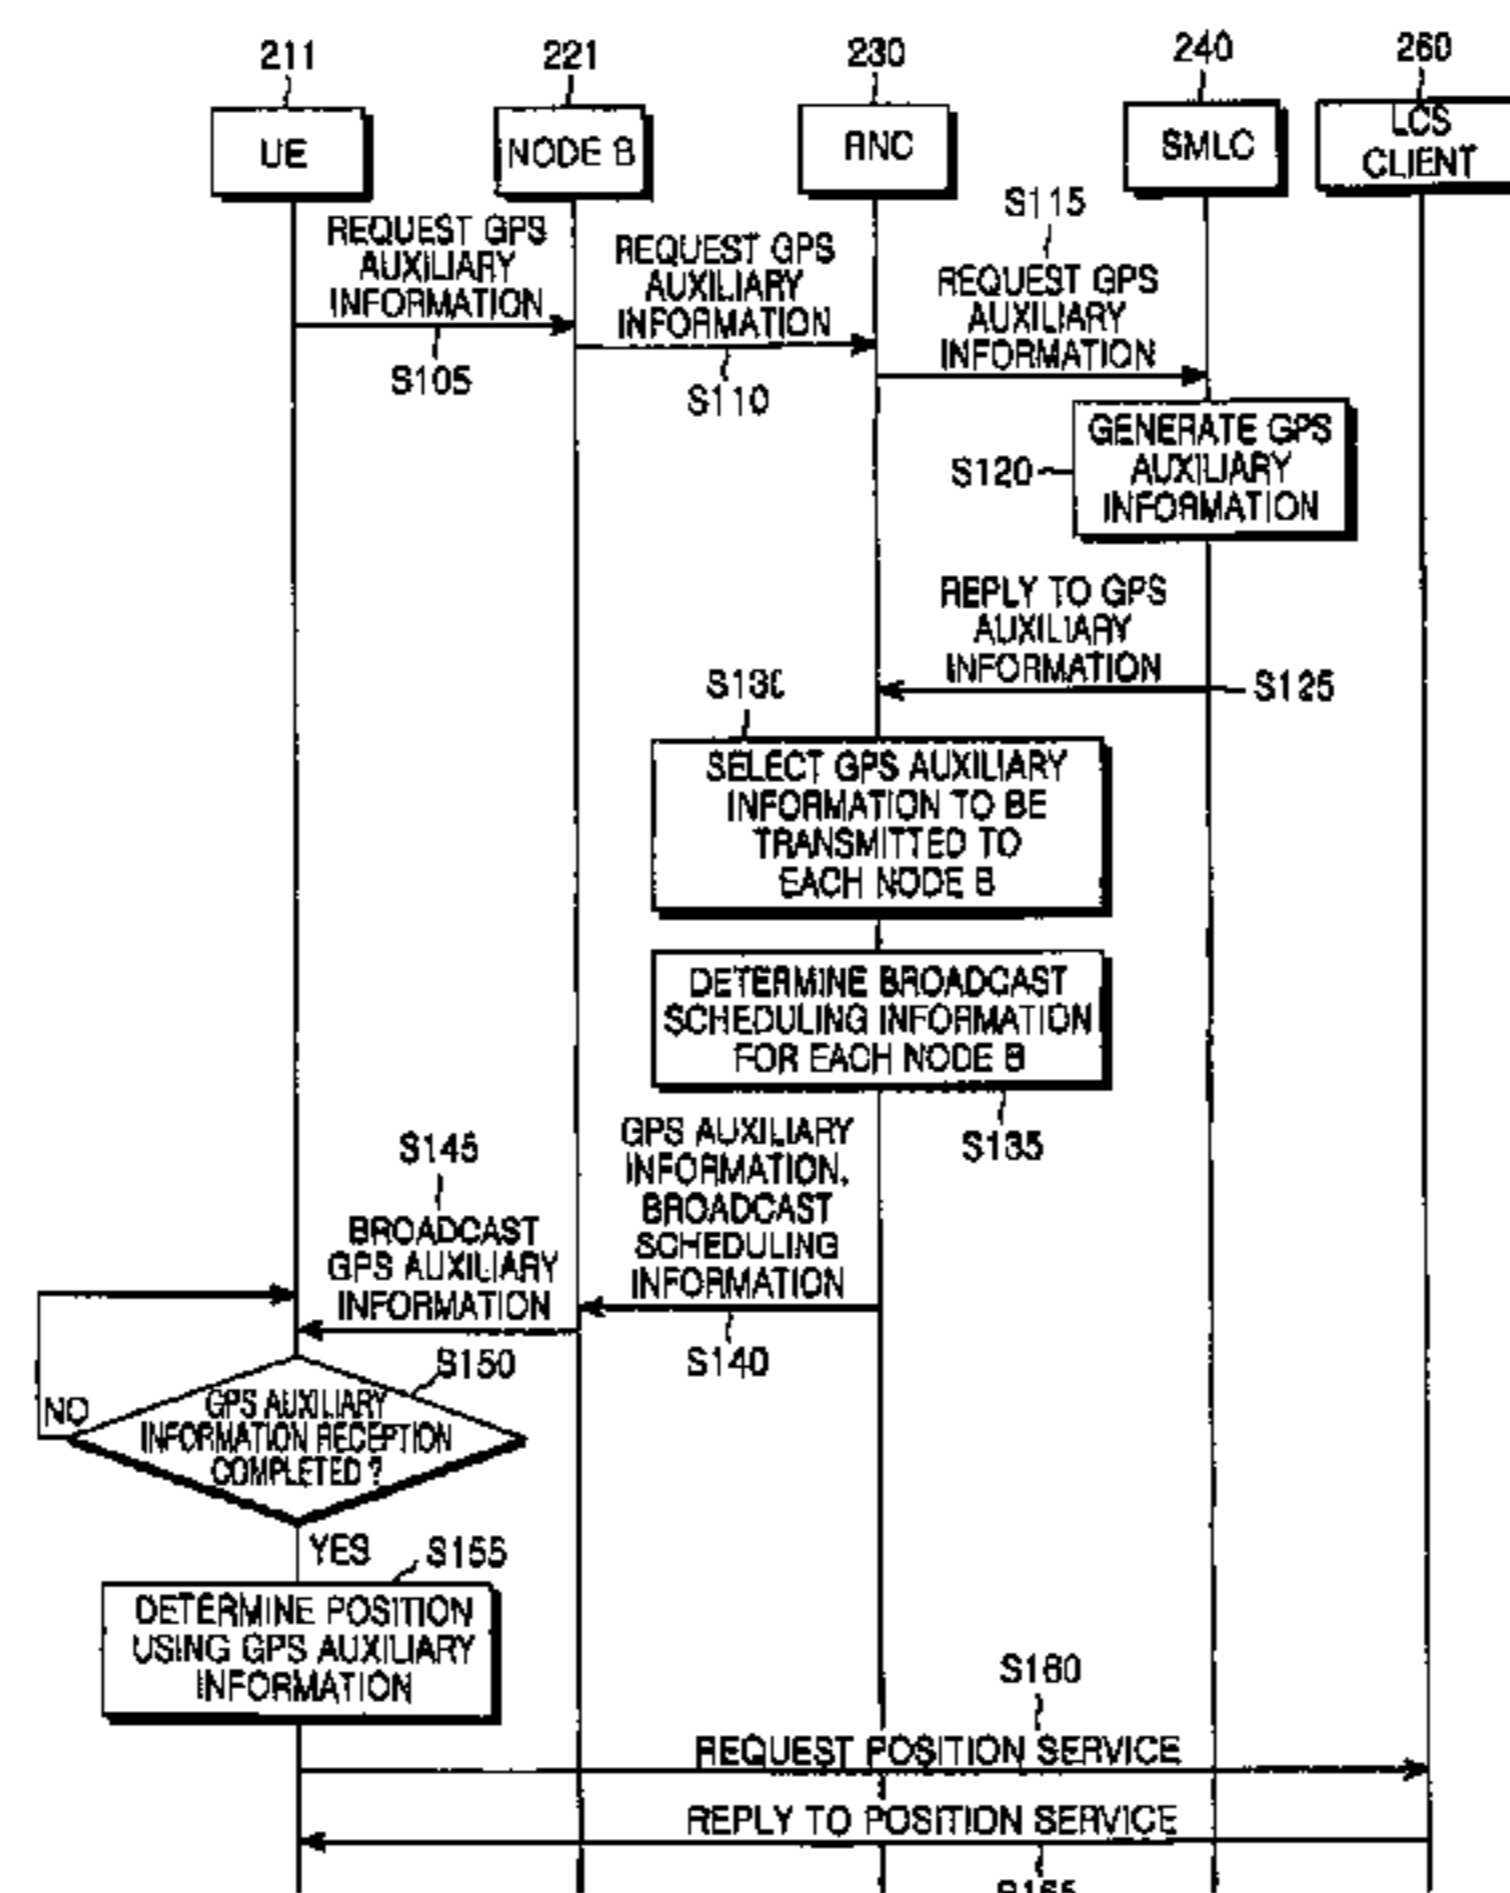 211
221
230
240
260
UE
NODE B
RNC
SMLC
LCS
CLIENT
REQUEST GPS
AUXILIARY
INFORMATION
S105
REQUEST GPS
AUXILIARY
INFORMATION
S110
S115
REQUEST GPS
AUXILIARY
INFORMATION
S120
GENERATE GPS
AUXILIARY
INFORMATION
REPLY TO GPS
AUXILIARY
INFORMATION
S125
S130
SELECT GPS AUXILIARY
INFORMATION TO BE
TRANSMITTED TO
EACH NODE B
DETERMINE BROADCAST
SCHEDULING INFORMATION
FOR EACH NODE B
S135
GPS AUXILIARY
INFORMATION,
BROADCAST
SCHEDULING
INFORMATION
S140
S145
BROADCAST
GPS AUXILIARY
INFORMATION
S150
GPS AUXILIARY
INFORMATION RECEPTION
COMPLETED ?
NO
YES
S155
DETERMINE POSITION
USING GPS AUXILIARY
INFORMATION
S160
REQUEST POSITION SERVICE
REPLY TO POSITION SERVICE
S165